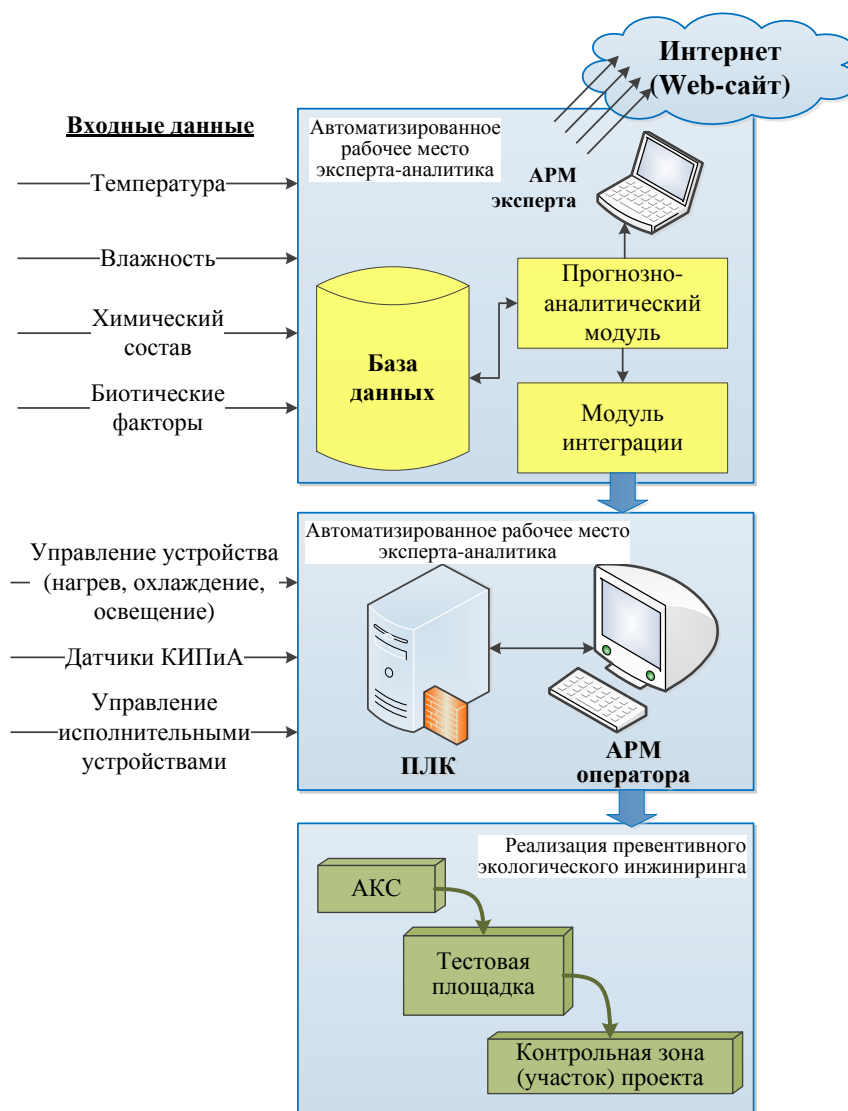 Интернет
(Web-сайт)
Входные данные
Автоматизированное
рабочее место
эксперта-аналитика
АРМ
эксперта
Температура
Влажность
Химический
состав
Биотические
факторы
База
данных
Прогнозно-
аналитический
модуль
Модуль
интеграции
Автоматизированное рабочее место
эксперта-аналитика
Управление устройства
(нагрев, охлаждение,
освещение)
Датчики КИПиА
Управление
исполнительными
устройствами
ПЛК
АРМ
оператора
Реализация превентивного
экологического инжиниринга
АКС
Тестовая
площадка
Контрольная зона
(участок) проекта